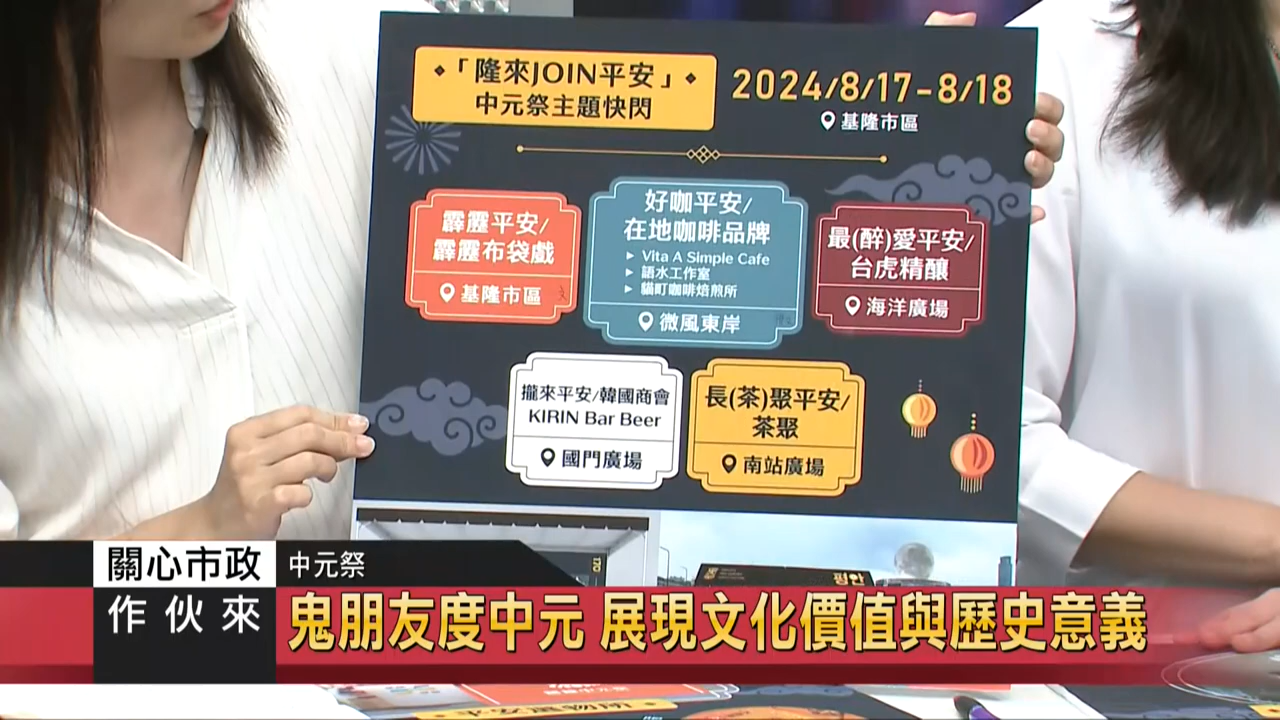 「隆來JOIN平安」
中元祭主題快閃
2024/8/17-8/18
基隆市區
霹靂平安/
霹靂布袋戲
基隆市區
好咖平安/
在地咖啡品牌
Vita A Simple Cafe
語水工作室
貓町咖啡焙煎所
微風東岸
最(醉)愛平安/
台虎精釀
海洋廣場
攏來平安/韓國商會
KIRIN Bar Beer
國門廣場
長(茶)聚平安/
茶聚
南站廣場
평안
關心市政
作伙來
中元祭
鬼朋友度中元 展現文化價值與歷史意義